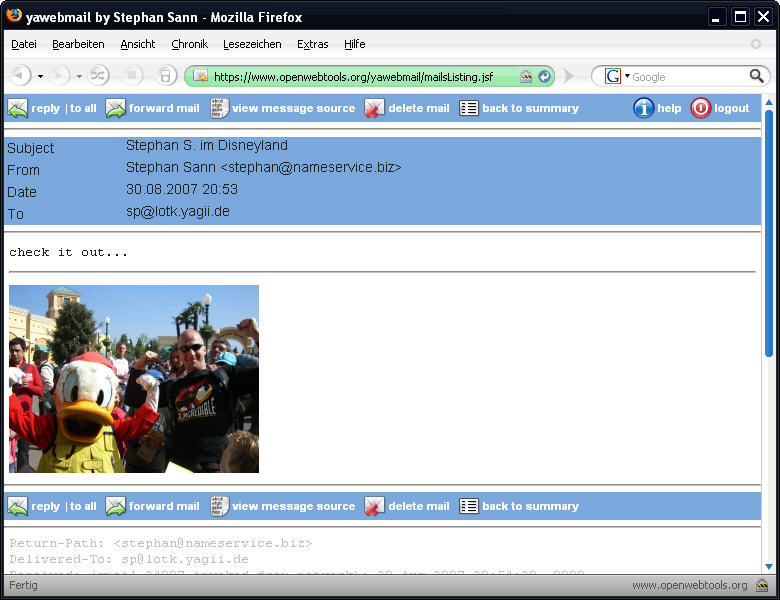 yawebmail by Stephan Sann - Mozilla Firefox
Datei Bearbeiten Ansicht Chronik Lesezeichen Extras Hilfe
https://www.openwebtools.org/yawebmail/mailsListing.jsf G Google
reply | to all forward mail view message source delete mail back to summary help logout
Subject Stephan S. im Disneyland
From Stephan Sann <stephan@nameservice.biz>
Date 30.08.2007 20:53
To sp@lotk.yagii.de
check it out...
INCREDIBLE
reply | to all forward mail view message source delete mail back to summary
Return-Path: <stephan@nameservice.biz>
Delivered-To: sp@lotk.yagii.de
Fertig www.openwebtools.org